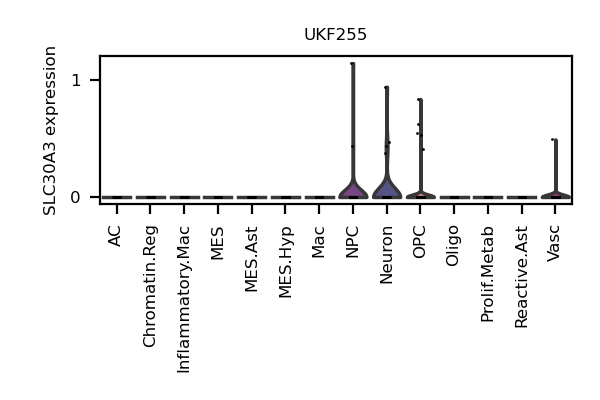 UKF255
SLC30A3 expression
1
0
AC
Chromatin.Reg
Inflammatory.Mac
MES
MES.Ast
MES.Hyp
Mac
NPC
Neuron
OPC
Oligo
Prolif.Metab
Reactive.Ast
Vasc